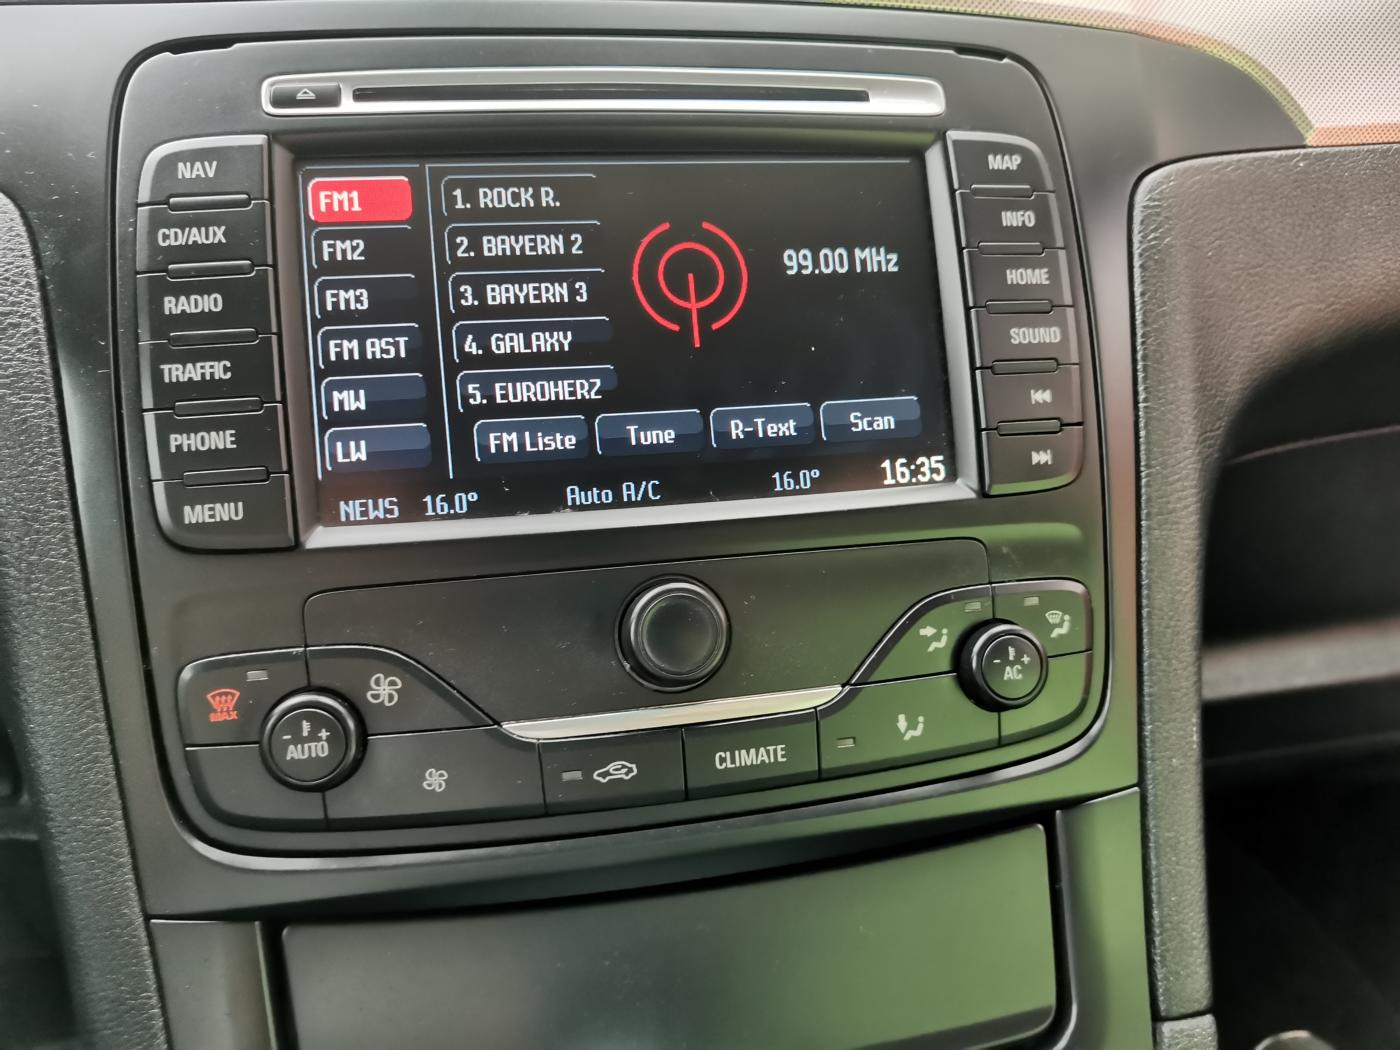 NAV
CD/AUX
RADIO
TRAFFIC
PHONE
MENU
FM1
FM2
FM3
FM AST
MW
LW
1. ROCK R.
2. BAYERN 2
3. BAYERN 3
4. GALAXY
5. EUROHERZ
99.00 MHz
FM Liste Tune R-Text Scan
NEWS 16.0° Auto A/C 16.0° 16:35
MAP
INFO
HOME
SOUND
MAX
- +
AUTO
CLIMATE
- +
AC